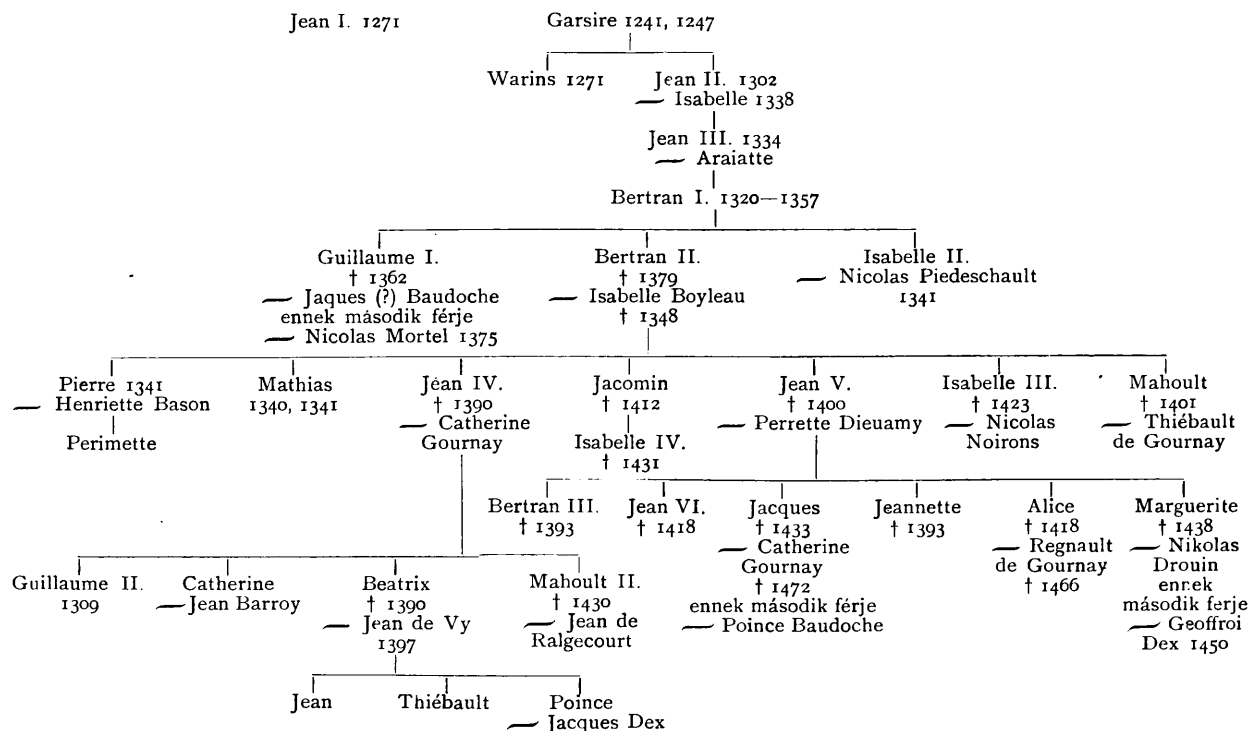 Jean I. 1271
Garsire 1241, 1247
Warins 1271
Jean II. 1302
Isabelle 1338
Jean III. 1334
Araiatte
Bertran I. 1320—1357
Guillaume I.
† 1362
Jaques (?) Baudoche
ennek második férje
Nicolas Mortel 1375
Bertran II.
† 1379
Isabelle Boyleau
† 1348
Isabelle II.
Nicolas Piedeschault
1341
Pierre 1341
Henriette Bason
Perimette
Mathias
1340, 1341
Jéan IV.
† 1390
Catherine
Gournay
Jacomin
† 1412
Isabelle IV.
† 1431
Jean V.
† 1400
Perrette Dieuamy
Isabelle III.
† 1423
Nicolas
Noirons
Mahoult
† 1401
Thiébault
de Gournay
Bertran III.
† 1393
Jean VI.
† 1418
Jacques
† 1433
Catherine
Gournay
† 1472
ennek második férje
Poince Baudoche
Jeannette
† 1393
Alice
† 1418
Regnault
de Gournay
† 1466
Marguerite
† 1438
Nikolas
Drouin
ennek
második ferje
Geoffroi
Dex 1450
Guillaume II.
1309
Catherine
Jean Barroy
Beatrix
† 1390
Jean de Vy
1397
Mahoult II.
† 1430
Jean de
Ralgecourt
Jean
Thiébault
Poince
Jacques Dex